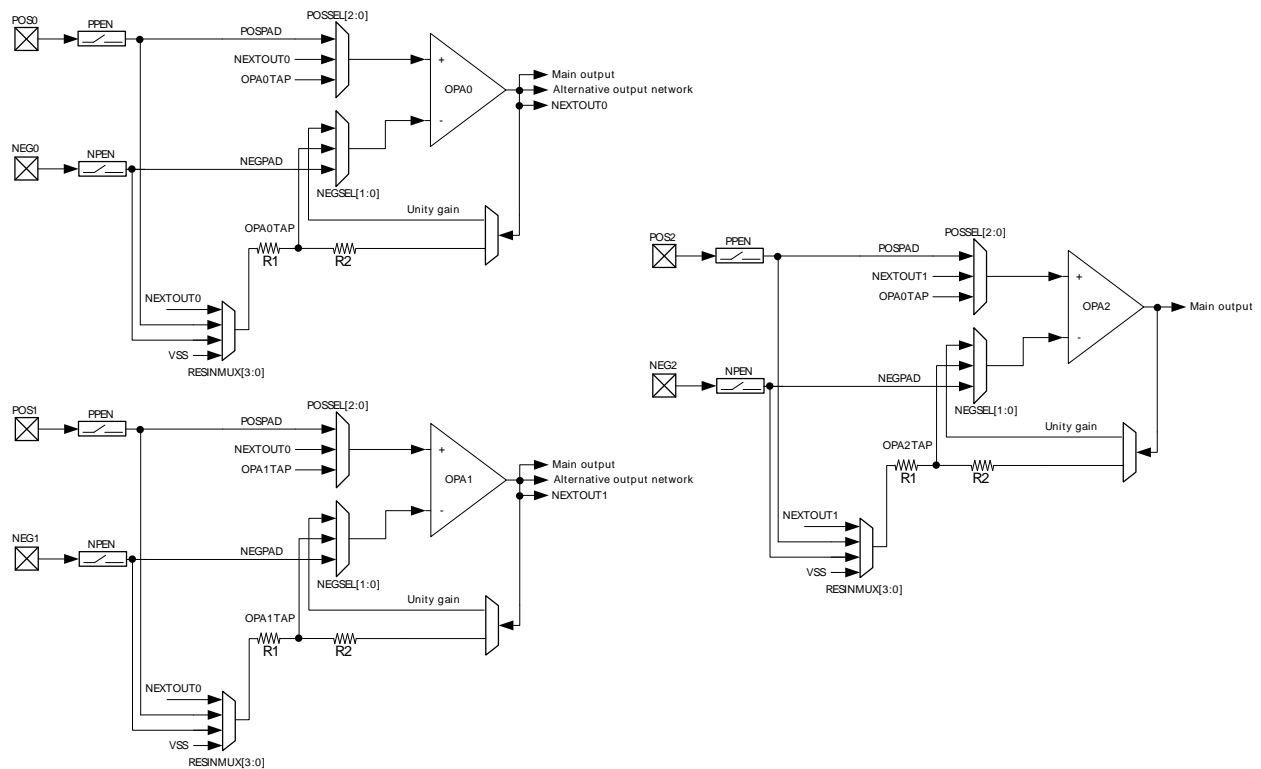 POS0
PPEN
POSSEL[2:0]
POSPAD
NEXTOUT0
OPA0TAP
+
OPA0
-
Main output
Alternative output network
NEXTOUT0
NEG0
NPEN
NEGPAD
NEGSEL[1:0]
Unity gain
OPA0TAP
R1
R2
NEXTOUT0
VSS
RESINMUX[3:0]
POS1
PPEN
POSSEL[2:0]
POSPAD
NEXTOUT0
OPA1TAP
+
OPA1
-
Main output
Alternative output network
NEXTOUT1
NEG1
NPEN
NEGPAD
NEGSEL[1:0]
Unity gain
OPA1TAP
R1
R2
NEXTOUT0
VSS
RESINMUX[3:0]
POS2
PPEN
POSSEL[2:0]
POSPAD
NEXTOUT1
OPA0TAP
+
OPA2
-
Main output
NEG2
NPEN
NEGPAD
NEGSEL[1:0]
Unity gain
OPA2TAP
R1
R2
NEXTOUT1
VSS
RESINMUX[3:0]